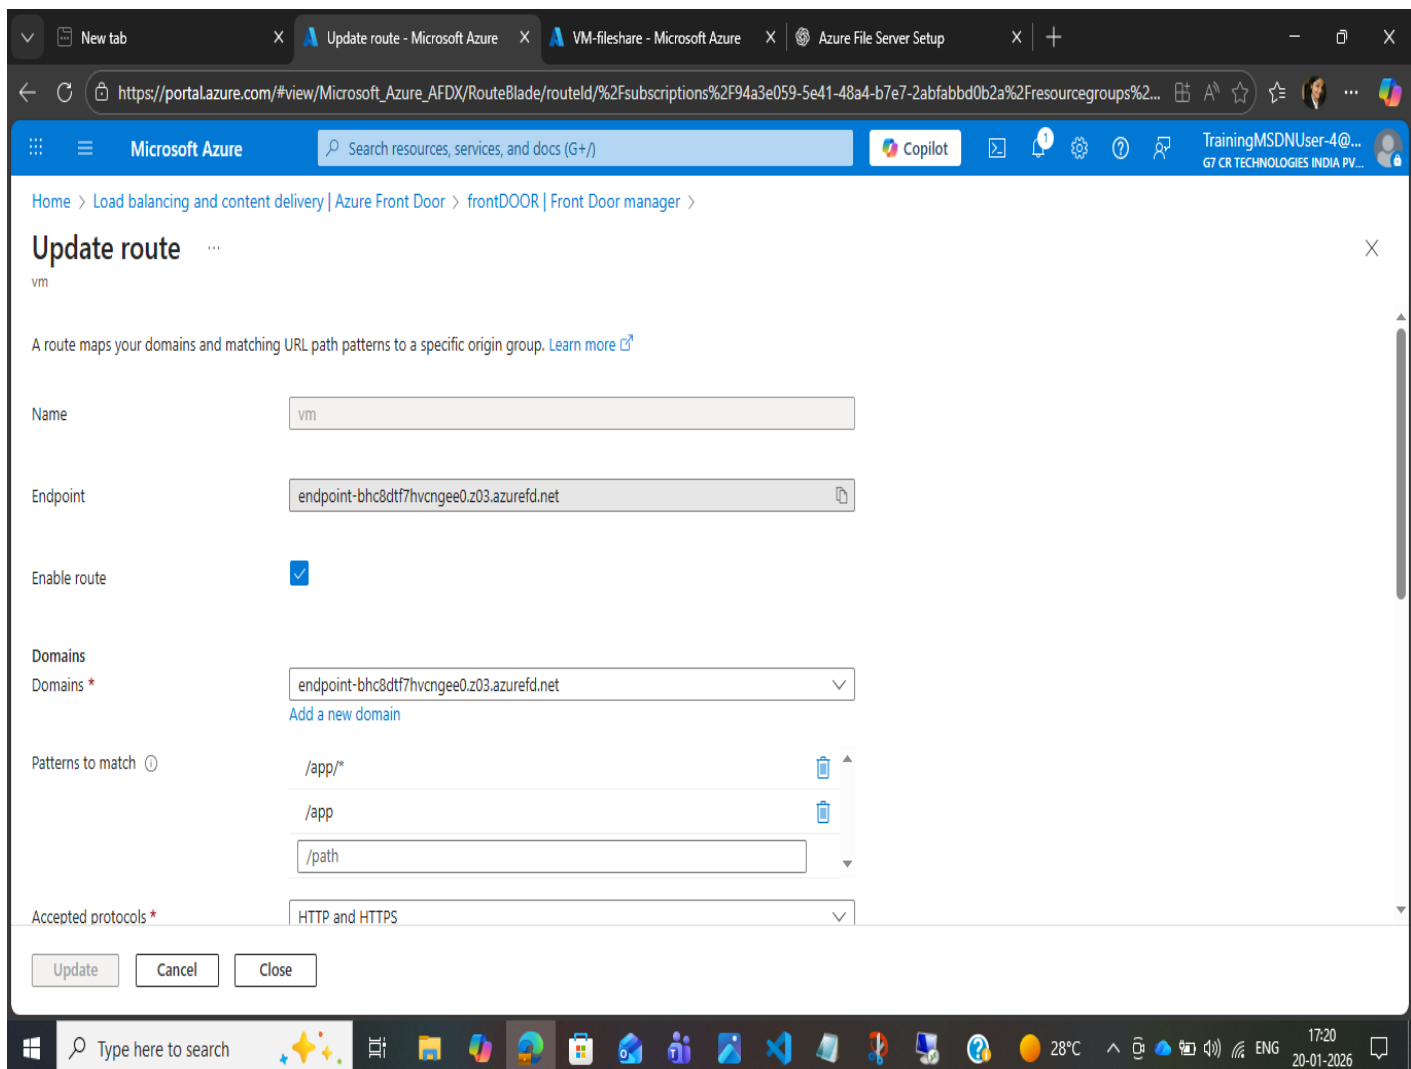 New tab
Update route - Microsoft Azure
VM-fileshare - Microsoft Azure
Azure File Server Setup
https://portal.azure.com/#view/Microsoft_Azure_AFDX/RouteBlade/routeId/%2Fsubscriptions%2F94a3e059-5e41-48a4-b7e7-2abfabbd0b2a%2Fresourcegroups%2...
Microsoft Azure
Search resources, services, and docs (G+/)
Copilot
1
TrainingMSDNUser-4@...
G7 CR TECHNOLOGIES INDIA PV...
Home > Load balancing and content delivery | Azure Front Door > frontDOOR | Front Door manager >
Update route ...
vm
A route maps your domains and matching URL path patterns to a specific origin group. Learn more
Name
vm
Endpoint
endpoint-bhc8dtf7hvcngee0.z03.azurefd.net
Enable route
Domains
Domains *
endpoint-bhc8dtf7hvcngee0.z03.azurefd.net
Add a new domain
Patterns to match
/app/*
/app
/path
Accepted protocols *
HTTP and HTTPS
Update
Cancel
Close
Type here to search
28°C
ENG
17:20
20-01-2026